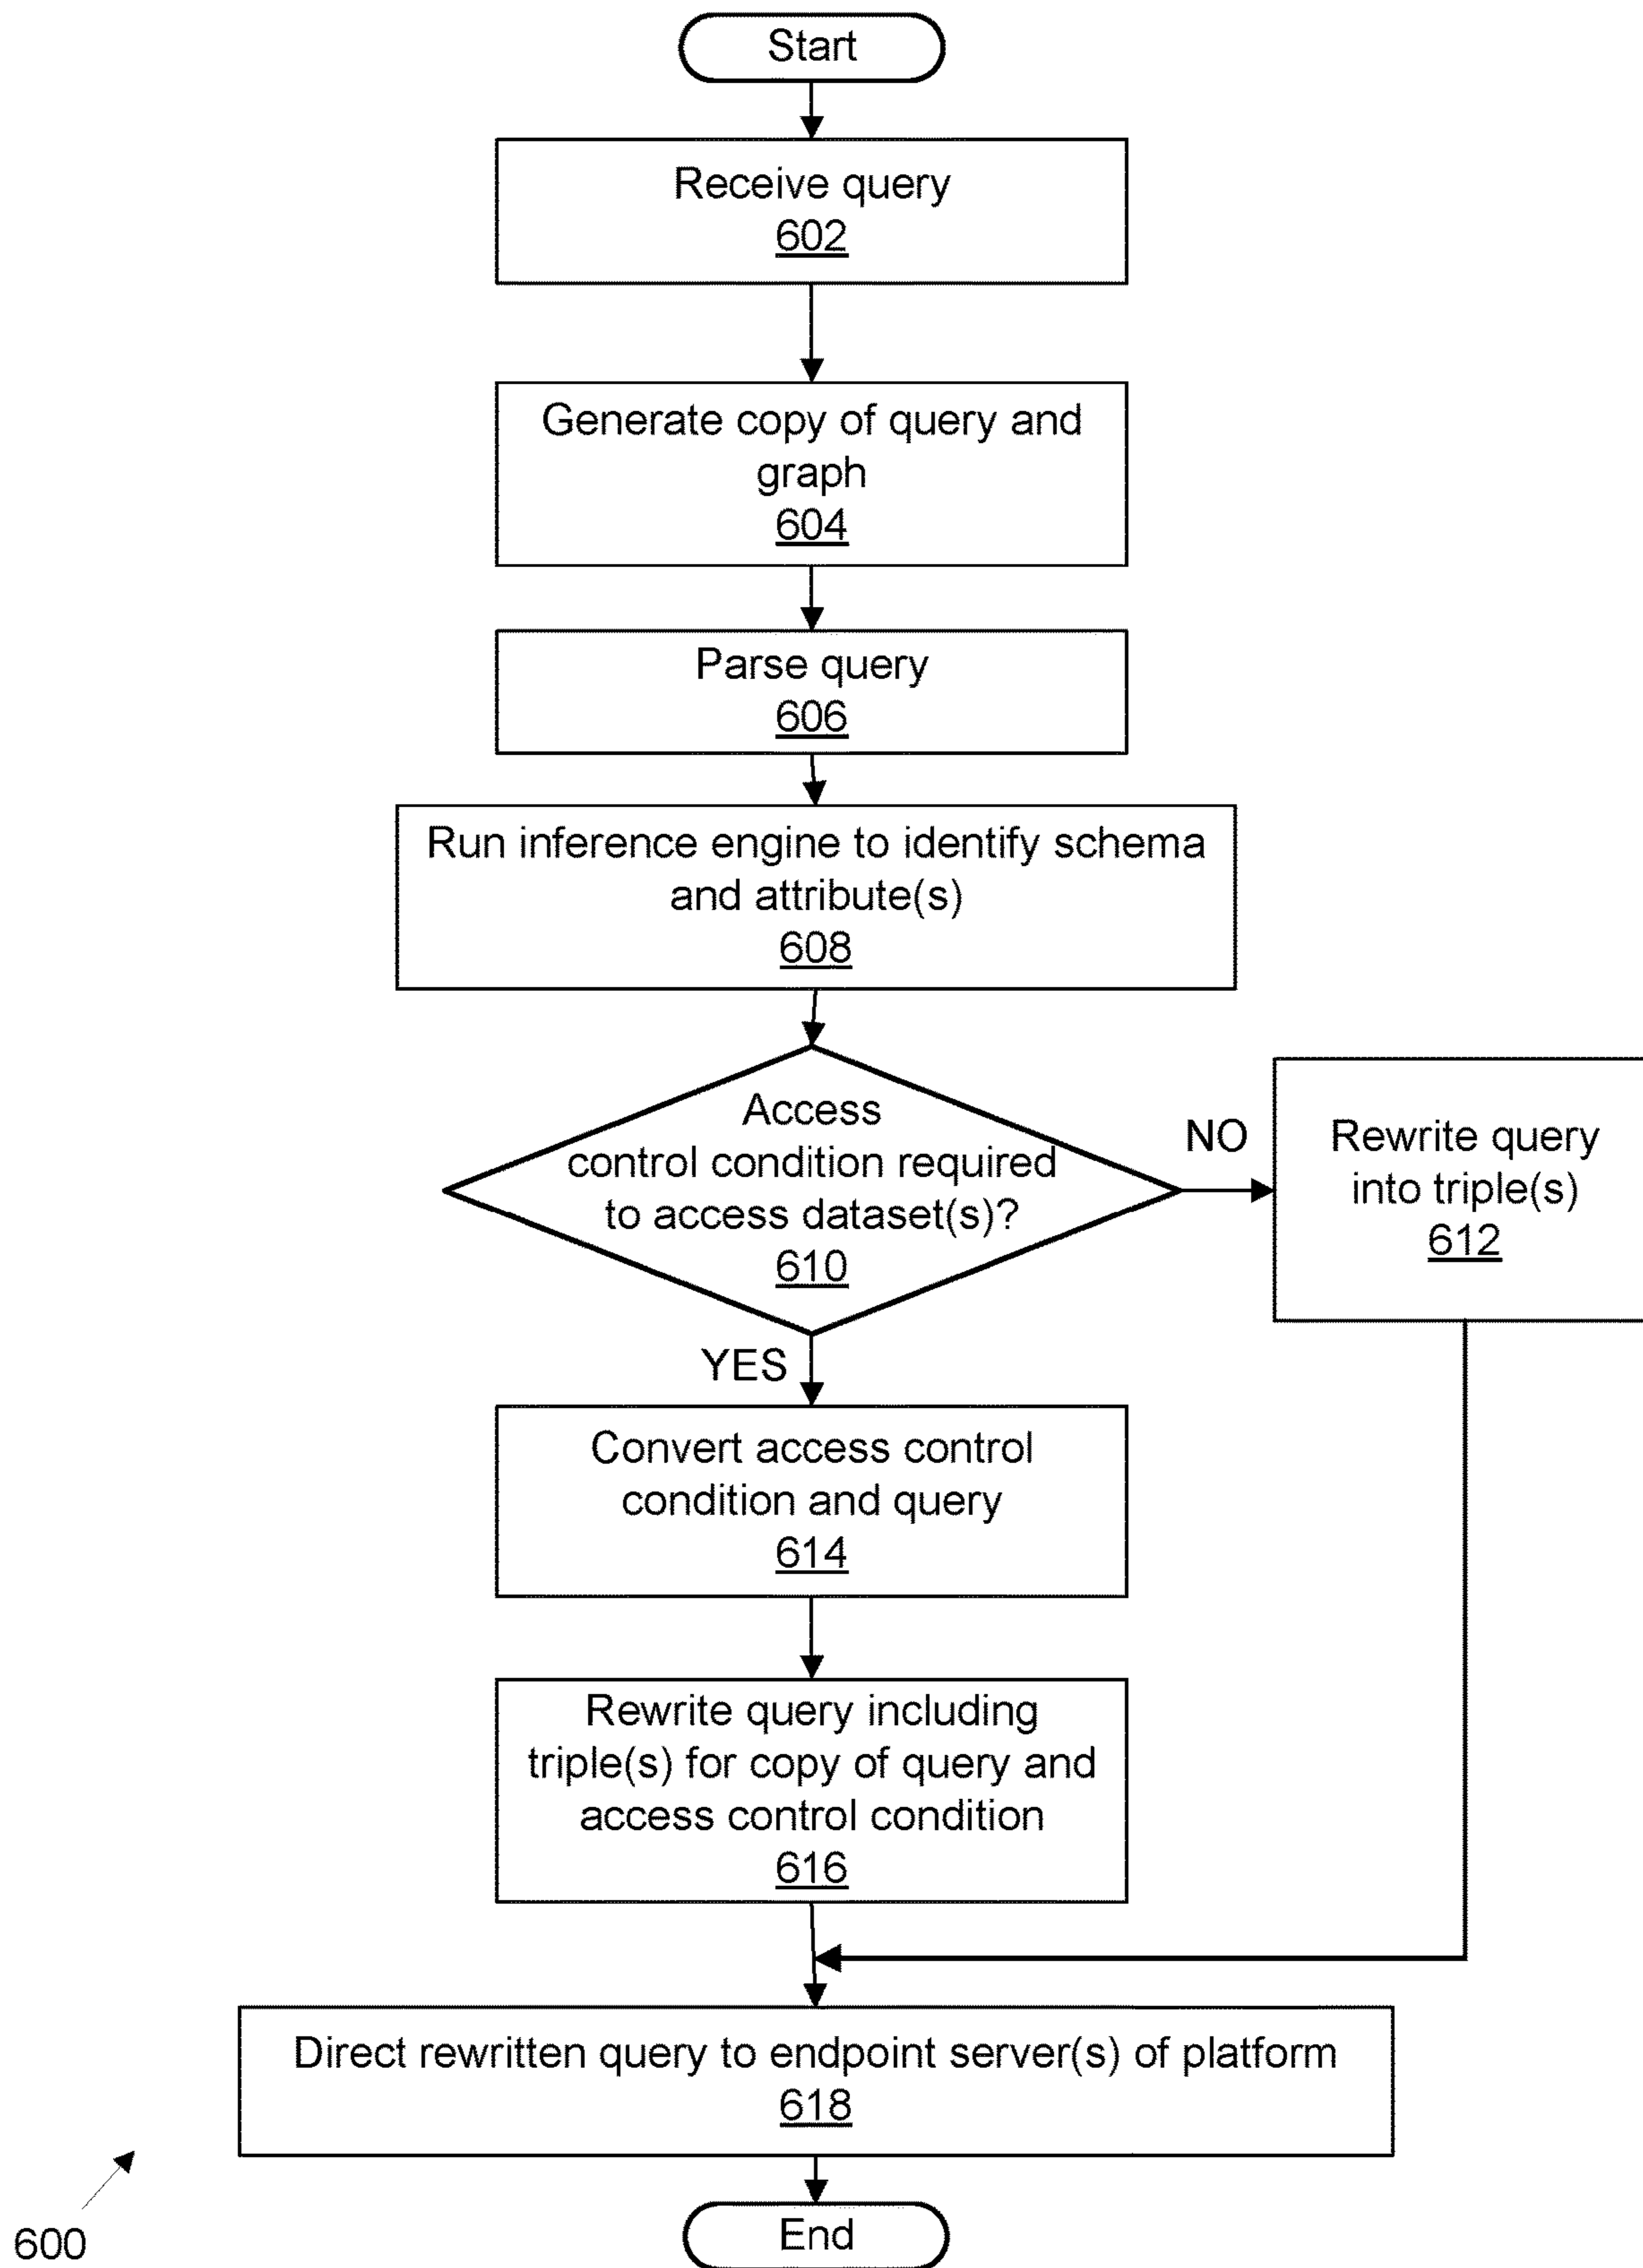 Start
Receive query
602
Generate copy of query and
graph
604
Parse query
606
Run inference engine to identify schema
and attribute(s)
608
Access
control condition required
to access dataset(s)?
610
NO
Rewrite query
into triple(s)
612
YES
Convert access control
condition and query
614
Rewrite query including
triple(s) for copy of query and
access control condition
616
Direct rewritten query to endpoint server(s) of platform
618
End
600